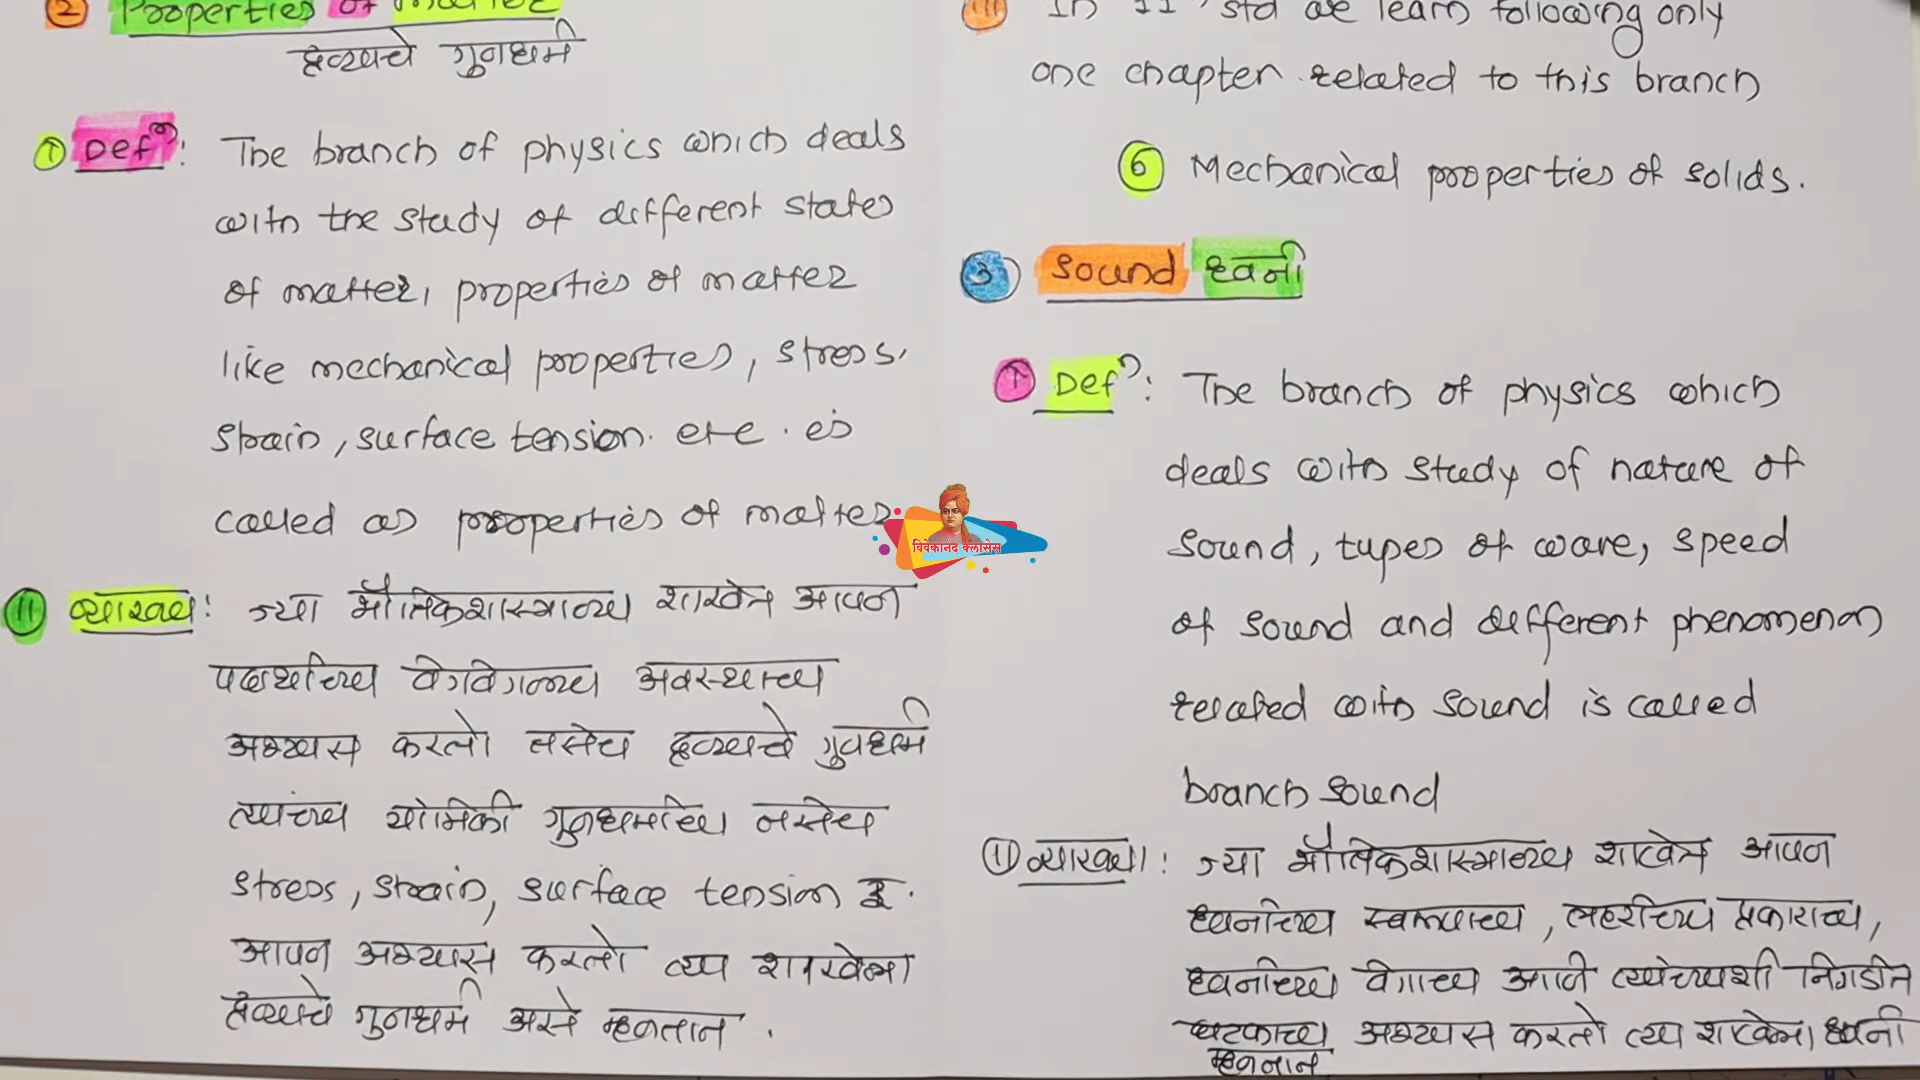 ② Properties of matter
द्रव्याचे गुणधर्म
① Defⁿ: The branch of physics which deals
with the study of different states
of matter, properties of matter
like mechanical properties, stress,
strain, surface tension. etc. is
called as properties of matter.
॥ व्याख्या: ज्या भौतिकशास्त्राच्या शाखेत आपण
पदार्थाच्या वेगवेगळ्या अवस्थाच्या
अभ्यास करतो तसेच द्रव्याचे गुणधर्म
त्यांच्या यांत्रिकी गुणधर्माचा तसेच
stress, strain, surface tension इ.
आपण अभ्यास करतो त्या शाखेला
द्रव्याचे गुणधर्म असे म्हणतात.
III In 11 std we learn following only
one chapter related to this branch
⑥ Mechanical properties of solids.
③ Sound ध्वनी
① Defⁿ: The branch of physics which
deals with study of nature of
sound, types of wave, speed
of sound and different phenomenon
related with sound is called
branch sound
विवेकानंद क्लासेस
⑪ व्याख्या: ज्या भौतिकशास्त्राच्या शाखेत आपण
ध्वनीच्या स्वरूपाच्या, लहरीच्या प्रकाराच्या,
ध्वनीच्या वेगाच्या आणि त्यांच्याशी निगडीत
घटकाच्या अभ्यास करतो त्या शाखेला ध्वनी
म्हणतात